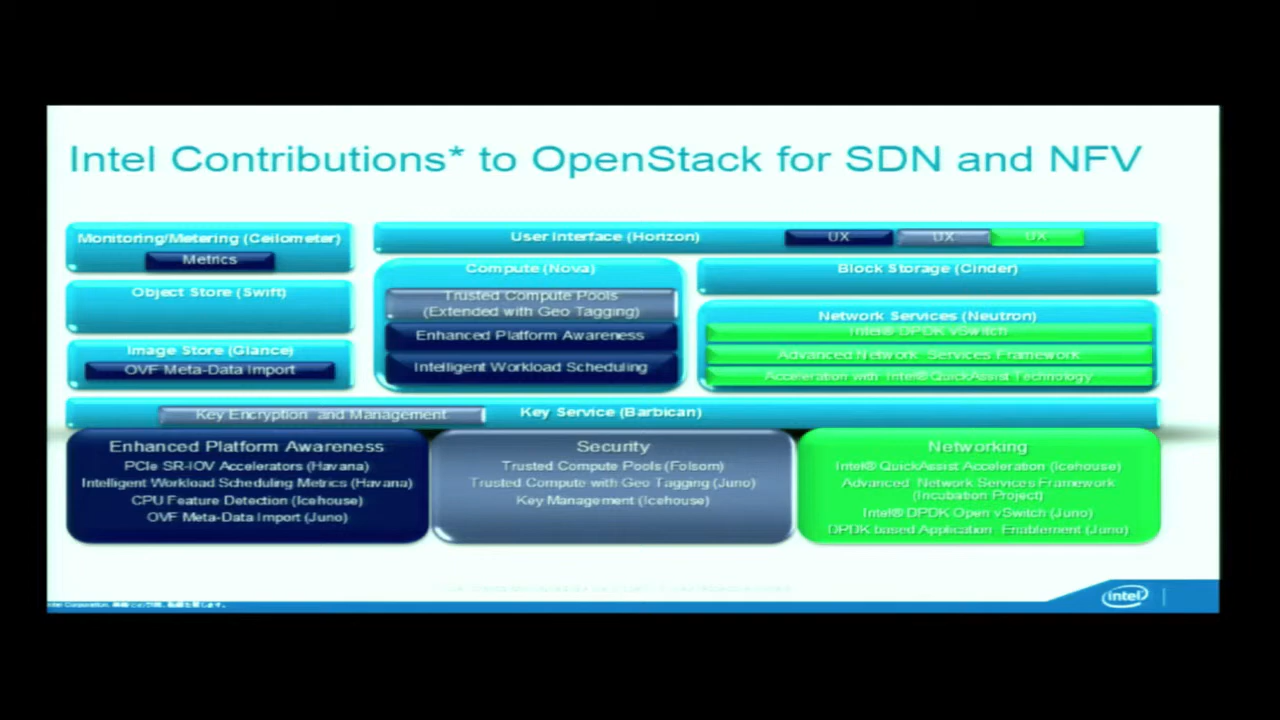 Intel Contributions* to OpenStack for SDN and NFV
Monitoring/Metering (Ceilometer)
Metrics
Object Store (Swift)
Image Store (Glance)
OVF Meta-Data Import
User Interface (Horizon)
UX
UX
UX
Compute (Nova)
Trusted Compute Pools
(Extended with Geo Tagging)
Enhanced Platform Awareness
Intelligent Workload Scheduling
Block Storage (Cinder)
Network Services (Neutron)
Intel® DPDK vSwitch
Advanced Network Services Framework
Acceleration with Intel® QuickAssist Technology
Key Encryption and Management
Key Service (Barbican)
Enhanced Platform Awareness
PCIe SR-IOV Accelerators (Havana)
Intelligent Workload Scheduling Metrics (Havana)
CPU Feature Detection (Icehouse)
OVF Meta-Data Import (Juno)
Security
Trusted Compute Pools (Folsom)
Trusted Compute with Geo Tagging (Juno)
Key Management (Icehouse)
Networking
Intel® QuickAssist Acceleration (Icehouse)
Advanced Network Services Framework
(Incubation Project)
Intel® DPDK Open vSwitch (Juno)
DPDK based Application Enablement (Juno)
Corporation.
intel